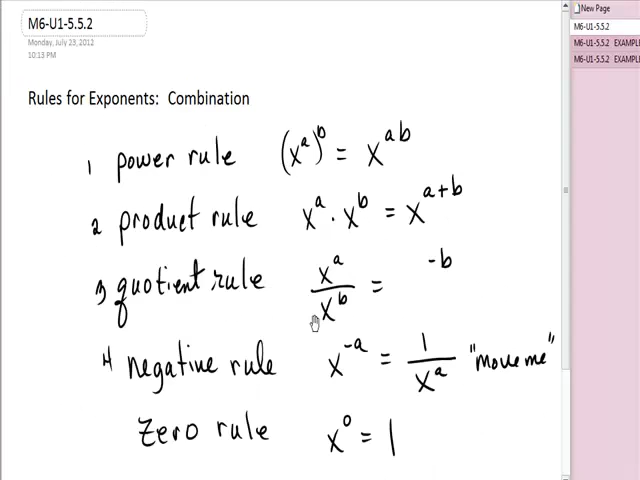 New Page
M6-U1-5.5.2
M6-U1-5.5.2
M6-U1-5.5.2 EXAMPLE
M6-U1-5.5.2 EXAMPLE
Monday, July 23, 2012
10:13 PM
Rules for Exponents: Combination
1 power rule (x^a)^b = x^ab
2 product rule x^a · x^b = x^a+b
3 quotient rule x^a/x^b = -b
4 negative rule x^-a = 1/x^a "move me"
Zero rule x^0 = 1